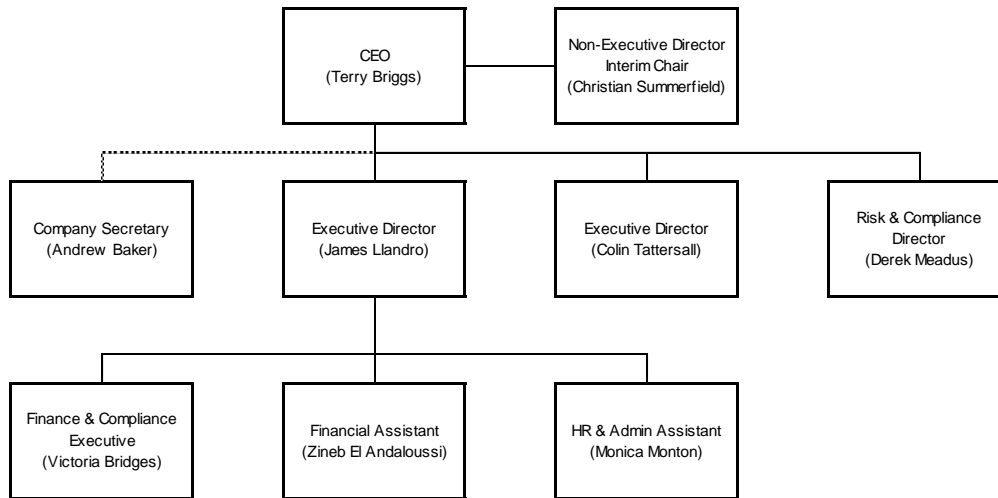 CEO
(Terry Briggs)
Non-Executive Director
Interim Chair
(Christian Summerfield)
Company Secretary
(Andrew Baker)
Executive Director
(James Llandro)
Executive Director
(Colin Tattersall)
Risk & Compliance
Director
(Derek Meadus)
Finance & Compliance
Executive
(Victoria Bridges)
Financial Assistant
(Zineb El Andaloussi)
HR & Admin Assistant
(Monica Monton)